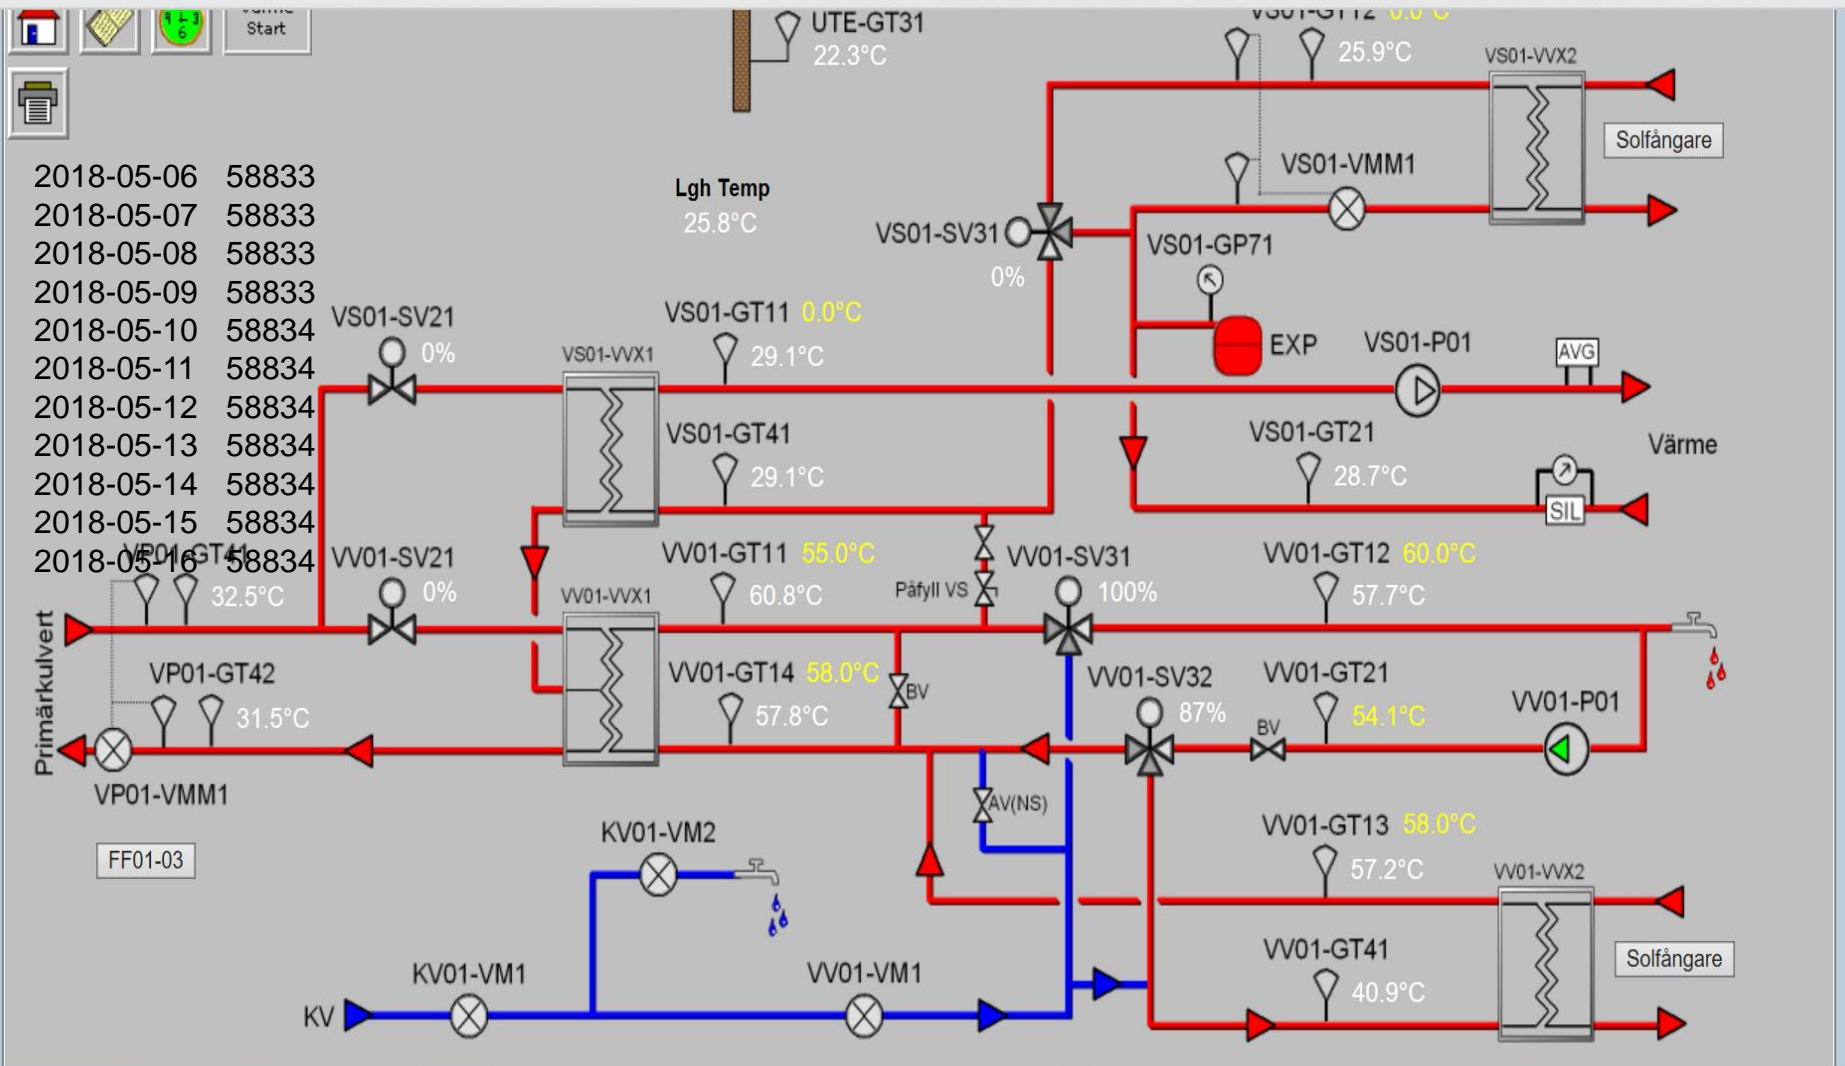 Start
UTE-GT31
22.3°C
VS01-GT12 0.0°C
25.9°C
VS01-VVX2
Solfångare
VS01-VMM1
Lgh Temp
25.8°C
VS01-SV31
0%
VS01-GP71
EXP
2018-05-06 58833
2018-05-07 58833
2018-05-08 58833
2018-05-09 58833
2018-05-10 58834
2018-05-11 58834
2018-05-12 58834
2018-05-13 58834
2018-05-14 58834
2018-05-15 58834
2018-05-16 58834
VS01-SV21
0%
VS01-VVX1
VS01-GT11 0.0°C
29.1°C
VS01-P01
AVG
VS01-GT41
29.1°C
VS01-GT21
28.7°C
Värme
SIL
VP01-GT41
32.5°C
VV01-SV21
0%
VV01-VVX1
VV01-GT11 55.0°C
60.8°C
Påfyll VS
VV01-SV31
100%
VV01-GT12 60.0°C
57.7°C
Primärkulvert
VP01-GT42
31.5°C
VP01-VMM1
FF01-03
VV01-GT14 58.0°C
57.8°C
BV
VV01-SV32
87%
BV
VV01-GT21
54.1°C
VV01-P01
AV(NS)
KV01-VM2
VV01-GT13 58.0°C
57.2°C
VV01-VVX2
Solfångare
VV01-GT41
40.9°C
KV
KV01-VM1
VV01-VM1